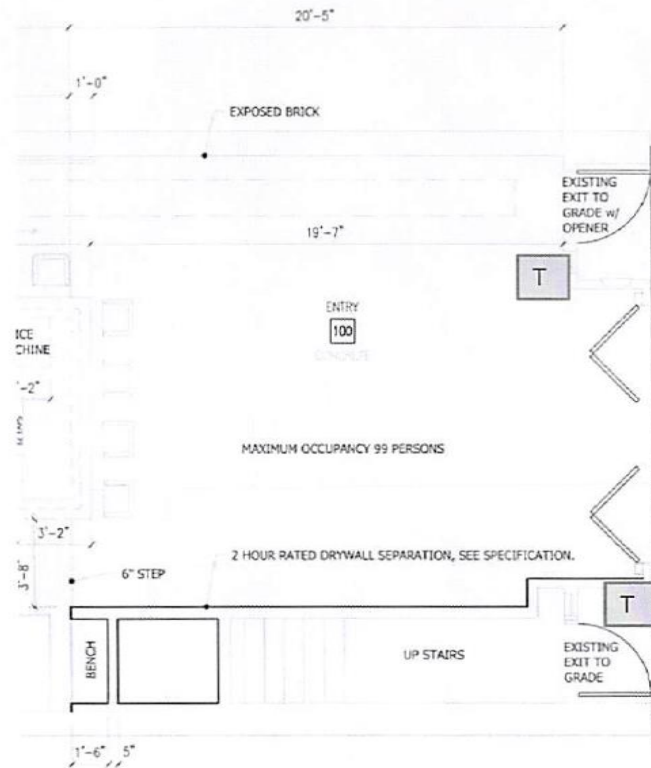 20'-5"
1'-0"
EXPOSED BRICK
EXISTING
EXIT TO
GRADE w/
OPENER
19'-7"
T
ENTRY
100
CONCRETE
ICE
CHINE
'-2"
MAXIMUM OCCUPANCY 99 PERSONS
3'-2"
2 HOUR RATED DRYWALL SEPARATION, SEE SPECIFICATION.
6" STEP
3'-8"
T
BENCH
UP STAIRS
EXISTING
EXIT TO
GRADE
1'-6"
5"